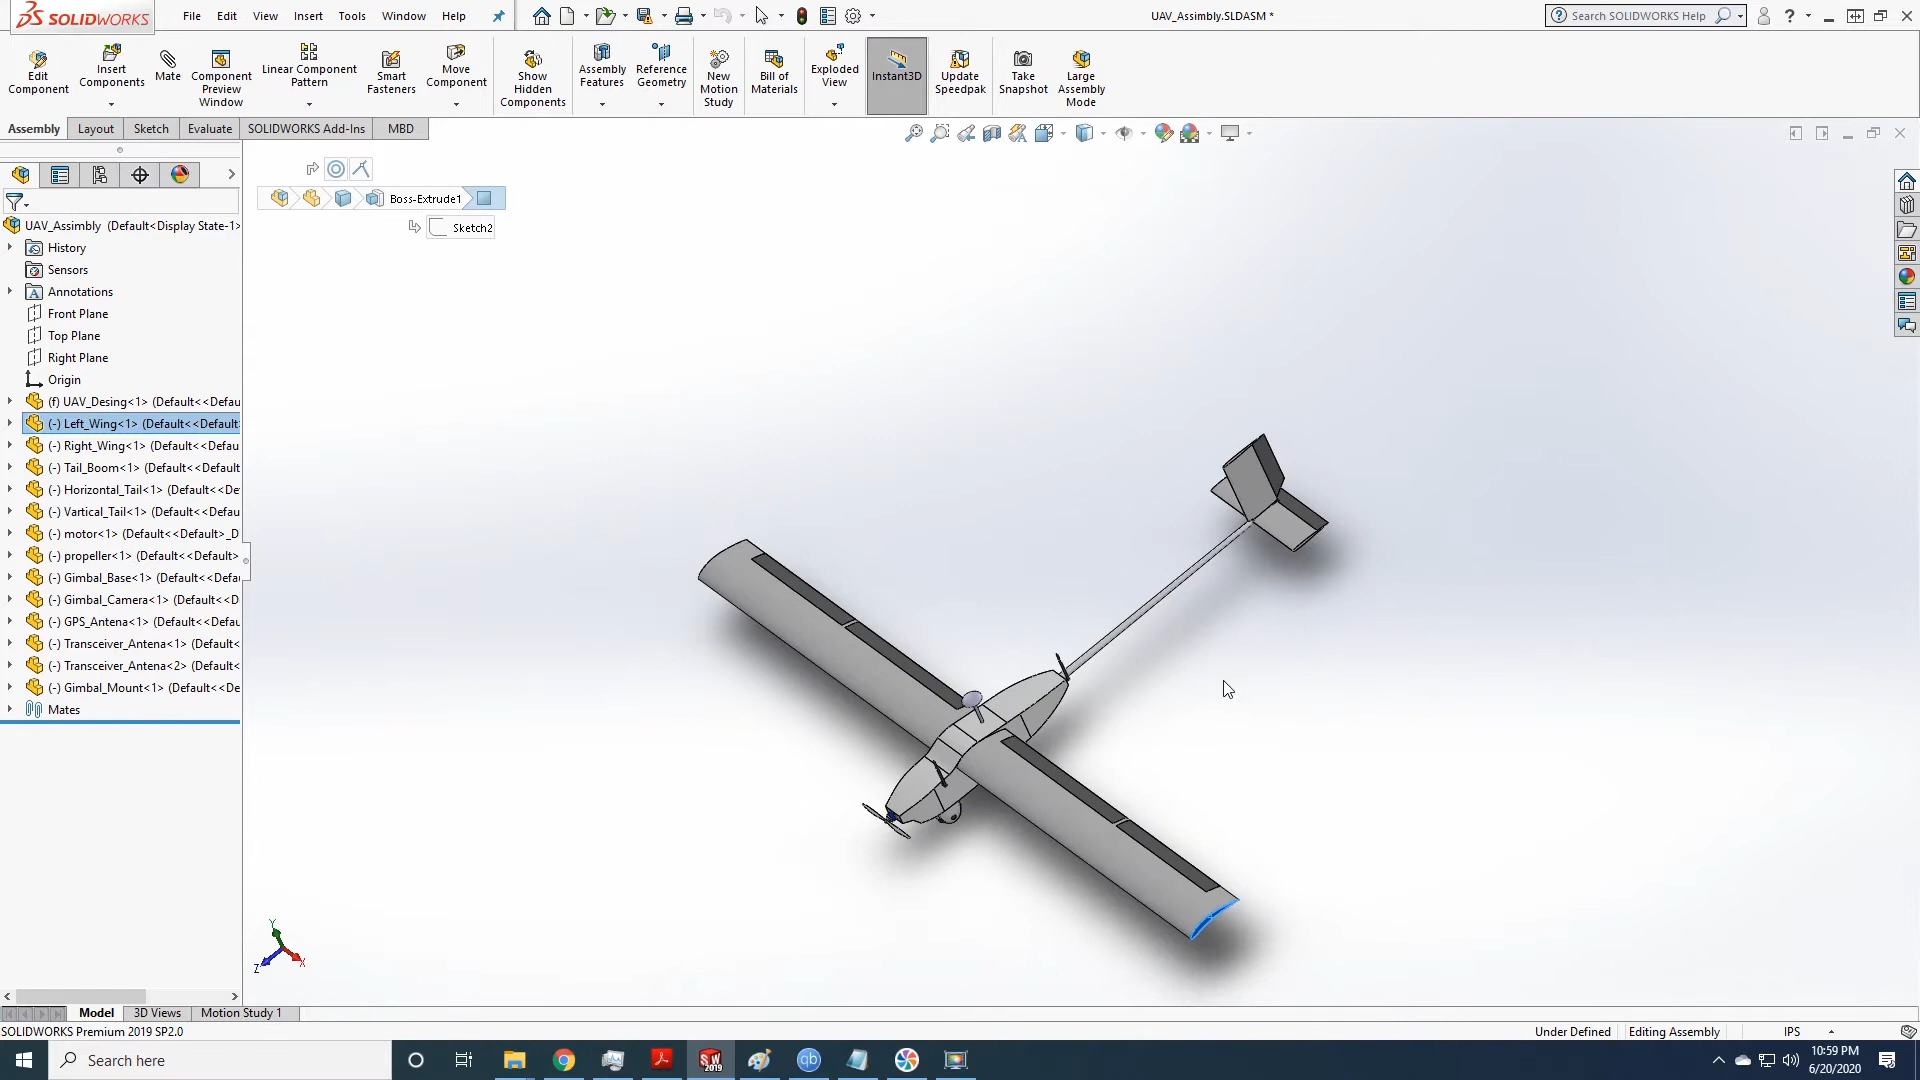 SOLIDWORKS
File Edit View Insert Tools Window Help
UAV_Assimbly.SLDASM *
Search SOLIDWORKS Help
Edit Component
Insert Components
Mate
Component Preview Window
Linear Component Pattern
Smart Fasteners
Move Component
Show Hidden Components
Assembly Features
Reference Geometry
New Motion Study
Bill of Materials
Exploded View
Instant3D
Update Speedpak
Take Snapshot
Large Assembly Mode
Assembly Layout Sketch Evaluate SOLIDWORKS Add-Ins MBD
Boss-Extrude1
Sketch2
UAV_Assimbly (Default<Display State-1>
History
Sensors
Annotations
Front Plane
Top Plane
Right Plane
Origin
(f) UAV_Desing<1> (Default<<Defau
(-) Left_Wing<1> (Default<<Default
(-) Right_Wing<1> (Default<<Defau
(-) Tail_Boom<1> (Default<<Default
(-) Horizontal_Tail<1> (Default<<De
(-) Vartical_Tail<1> (Default<<Defau
(-) motor<1> (Default<<Default>_D
(-) propeller<1> (Default<<Default>
(-) Gimbal_Base<1> (Default<<Defau
(-) Gimbal_Camera<1> (Default<<D
(-) GPS_Antena<1> (Default<<Defau
(-) Transceiver_Antena<1> (Default<
(-) Transceiver_Antena<2> (Default<
(-) Gimbal_Mount<1> (Default<<De
Mates
Y
Z X
Model 3D Views Motion Study 1
SOLIDWORKS Premium 2019 SP2.0
Under Defined Editing Assembly IPS
Search here
SW 2019
qb
10:59 PM
6/20/2020